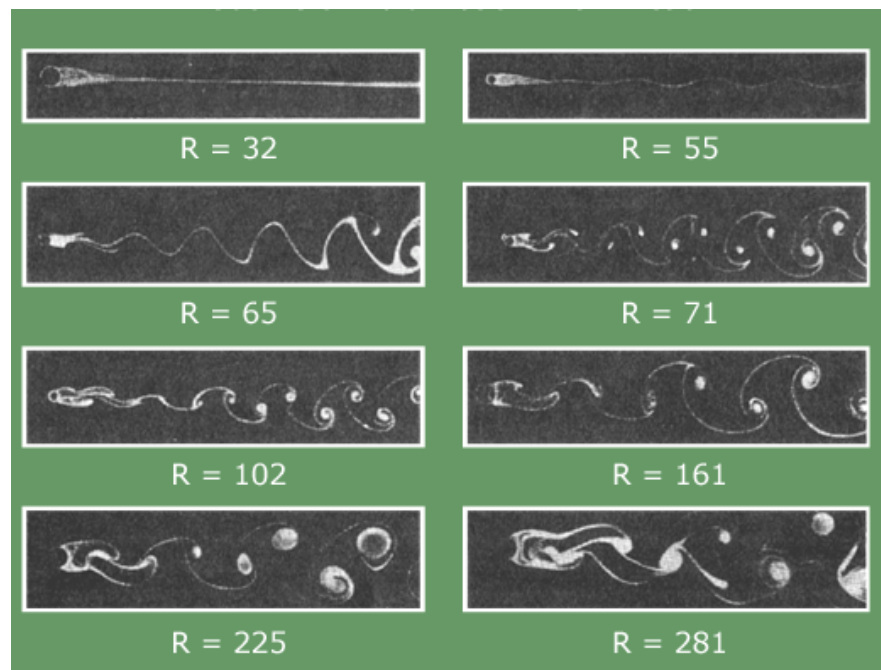 R = 32
R = 55
R = 65
R = 71
R = 102
R = 161
R = 225
R = 281